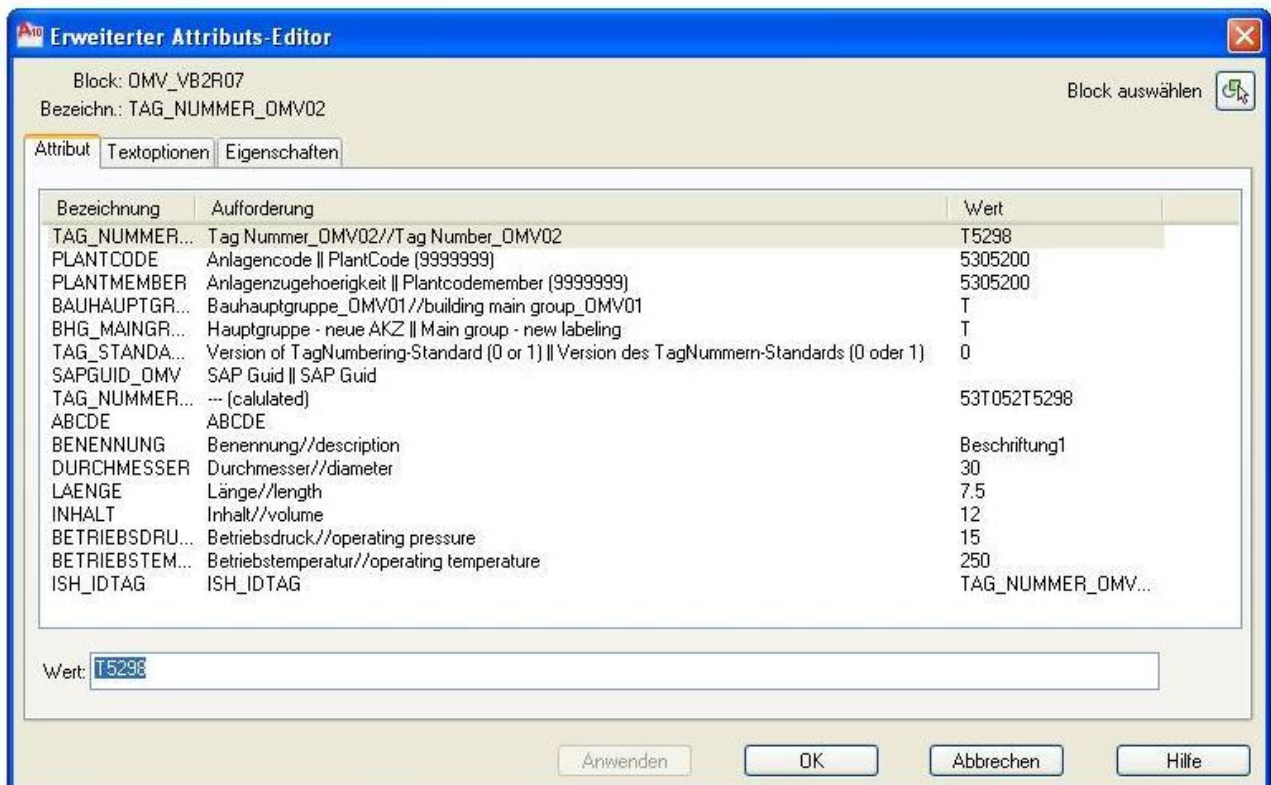 A10 Erweiterter Attributs-Editor
Block: OMV_VB2R07
Block auswählen
Bezeichn.: TAG_NUMMER_OMV02
Attribut Textoptionen Eigenschaften
Bezeichnung Aufforderung Wert
TAG_NUMMER... Tag Nummer_OMV02//Tag Number_OMV02 T5298
PLANTCODE Anlagencode || PlantCode (9999999) 5305200
PLANTMEMBER Anlagenzugehoerigkeit || Plantcodemember (9999999) 5305200
BAUHAUPTGR... Bauhauptgruppe_OMV01//building main group_OMV01 T
BHG_MAINGR... Hauptgruppe - neue AKZ || Main group - new labeling T
TAG_STANDA... Version of TagNumbering-Standard (0 or 1) || Version des TagNummern-Standards (0 oder 1) 0
SAPGUID_OMV SAP Guid || SAP Guid
TAG_NUMMER... --- (calulated) 53T052T5298
ABCDE ABCDE
BENENNUNG Benennung//description Beschriftung1
DURCHMESSER Durchmesser//diameter 30
LAENGE Länge//length 7.5
INHALT Inhalt//volume 12
BETRIEBSDRU... Betriebsdruck//operating pressure 15
BETRIEBSTEM... Betriebstemperatur//operating temperature 250
ISH_IDTAG ISH_IDTAG TAG_NUMMER_OMV...
Wert: T5298
Anwenden OK Abbrechen Hilfe